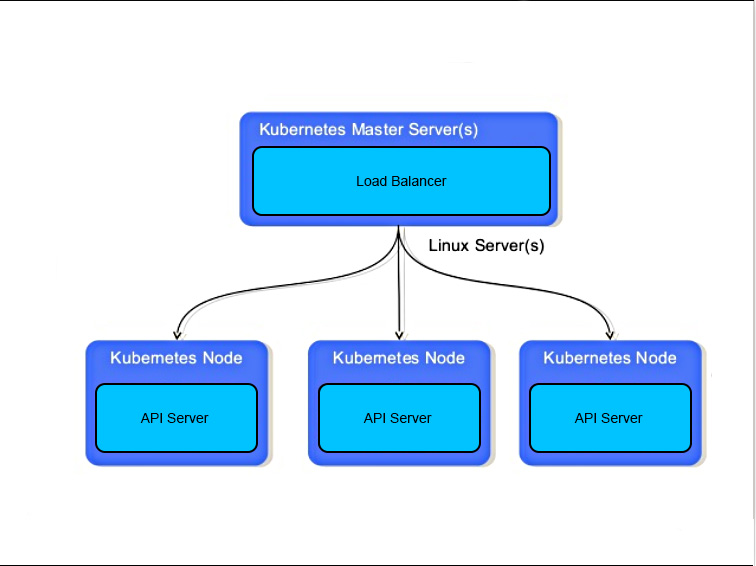 Kubernetes Master Server(s)
Load Balancer
Linux Server(s)
Kubernetes Node
Kubernetes Node
Kubernetes Node
API Server
API Server
API Server